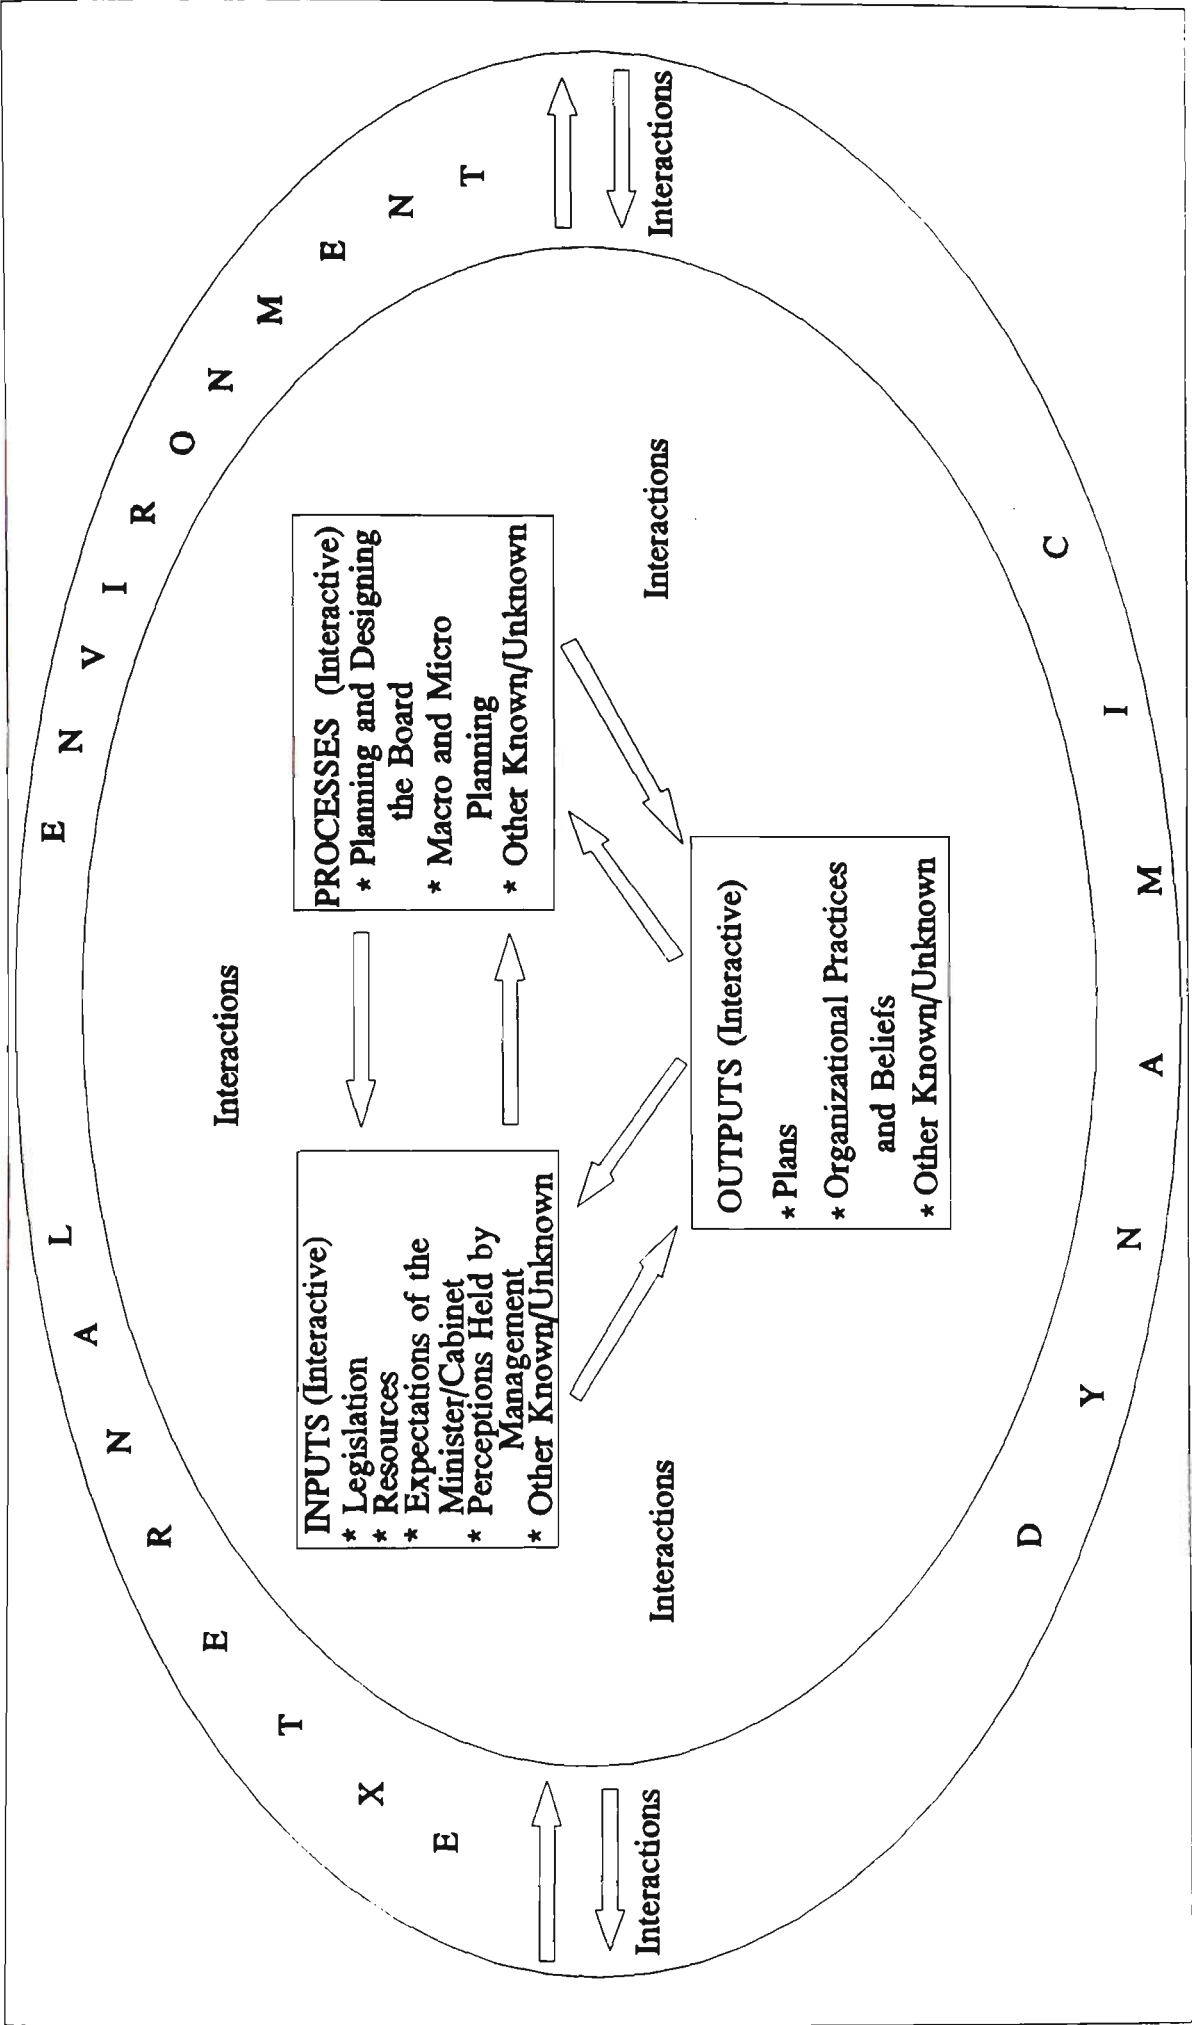 EXTERNAL ENVIRONMENT
Interactions
INPUTS (Interactive)
* Legislation
* Resources
* Expectations of the
Minister/Cabinet
* Perceptions Held by
Management
* Other Known/Unknown
PROCESSES (Interactive)
* Planning and Designing
the Board
* Macro and Micro
Planning
* Other Known/Unknown
Interactions
Interactions
Interactions
Interactions
OUTPUTS (Interactive)
* Plans
* Organizational Practices
and Beliefs
* Other Known/Unknown
DYNAMIC